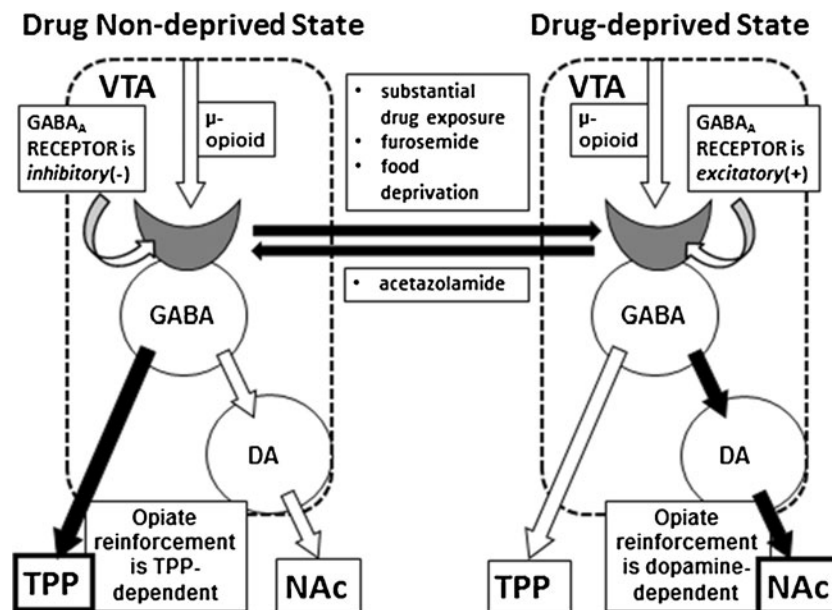 Drug Non-deprived State
Drug-deprived State
VTA
GABAA
RECEPTOR is
inhibitory(-)
μ-
opioid
• substantial
drug exposure
• furosemide
• food
deprivation
• acetazolamide
GABA
DA
Opiate
reinforcement
is TPP-
dependent
TPP
NAc
VTA
μ-
opioid
GABAA
RECEPTOR is
excitatory(+)
GABA
DA
Opiate
reinforcement
is dopamine-
dependent
TPP
NAc